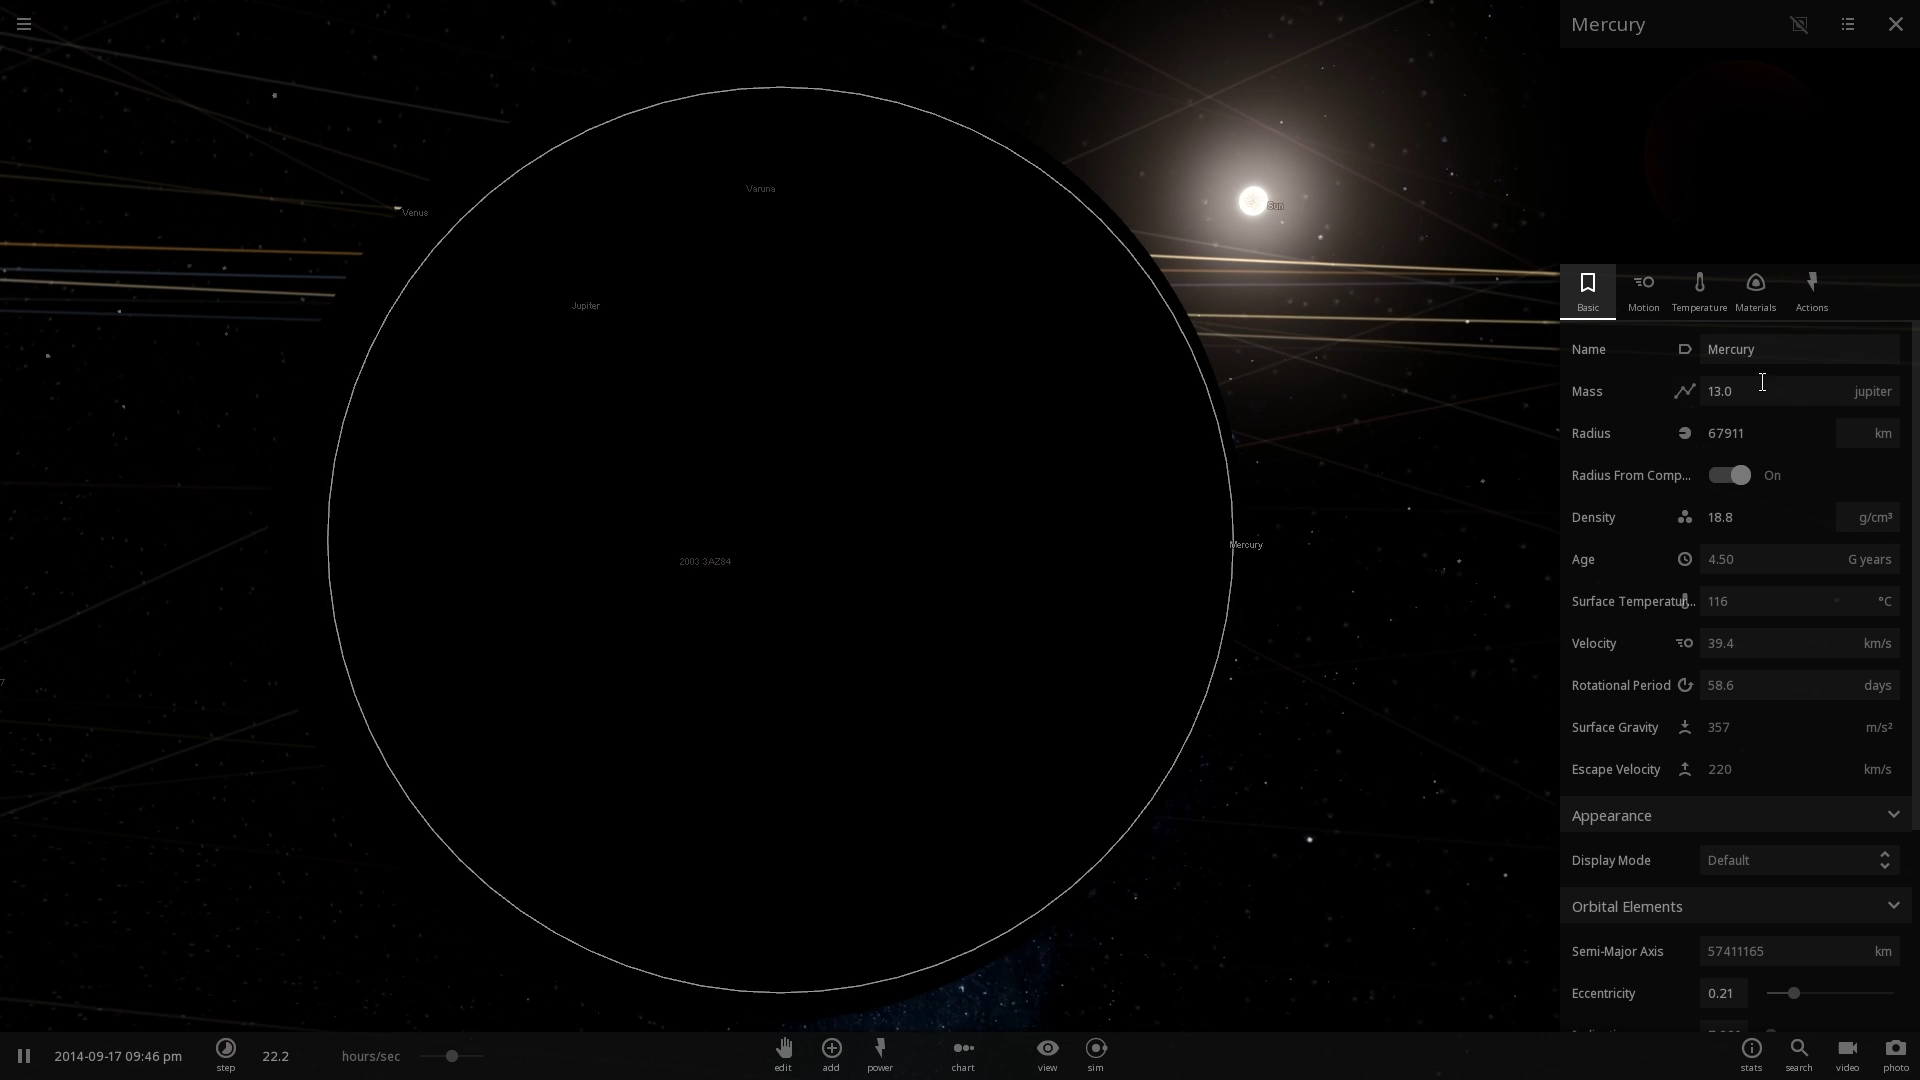 Mercury
Varuna
Venus
Sun
Jupiter
Mercury
2003 3AZ84
7
Basic
Motion
Temperature
Materials
Actions
Name Mercury
Mass 13.0 jupiter
Radius 67911 km
Radius From Comp... On
Density 18.8 g/cm³
Age 4.50 G years
Surface Temperatur... 116 °C
Velocity 39.4 km/s
Rotational Period 58.6 days
Surface Gravity 357 m/s²
Escape Velocity 220 km/s
Appearance
Display Mode Default
Orbital Elements
Semi-Major Axis 57411165 km
Eccentricity 0.21
2014-09-17 09:46 pm
step
22.2 hours/sec
edit
add
power
chart
view
sim
stats
search
video
photo